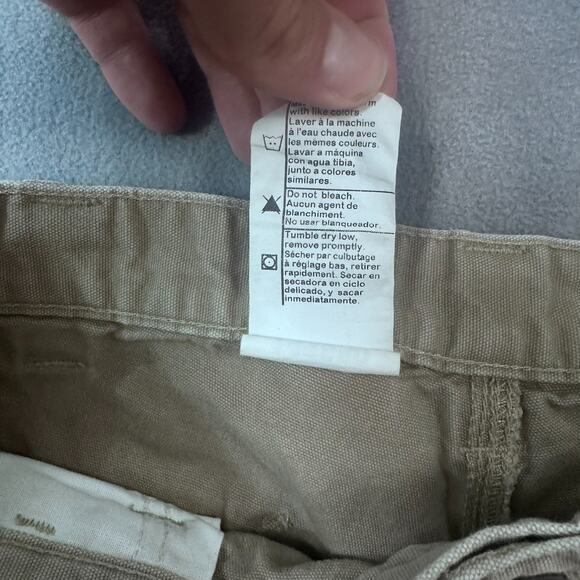 with like colors.
Laver à la machine
à l'eau chaude avec
les mèmes couleurs.
Lavar a màquina
con agua tibia,
junto a colores
similares.
Do not bleach.
Aucun agent de
blanchiment.
No usar blanqueador.
Tumble dry low,
remove promptly.
Sécher par culbutage
à réglage bas, retirer
rapidement. Secar en
secadora en ciclo
delicado, y sacar
inmediatamente.